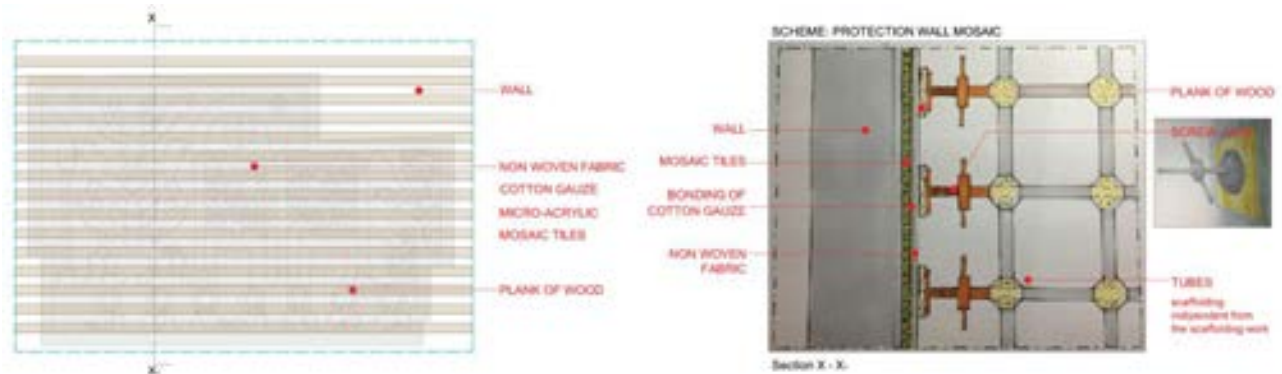 X
WALL
NON WOVEN FABRIC
COTTON GAUZE
MICRO-ACRYLIC
MOSAIC TILES
PLANK OF WOOD
X
SCHEME: PROTECTION WALL MOSAIC
WALL
MOSAIC TILES
BONDING OF
COTTON GAUZE
NON WOVEN
FABRIC
PLANK OF WOOD
TUBES
scaffolding
indipendent from
the scaffolding-work
Section X - X.